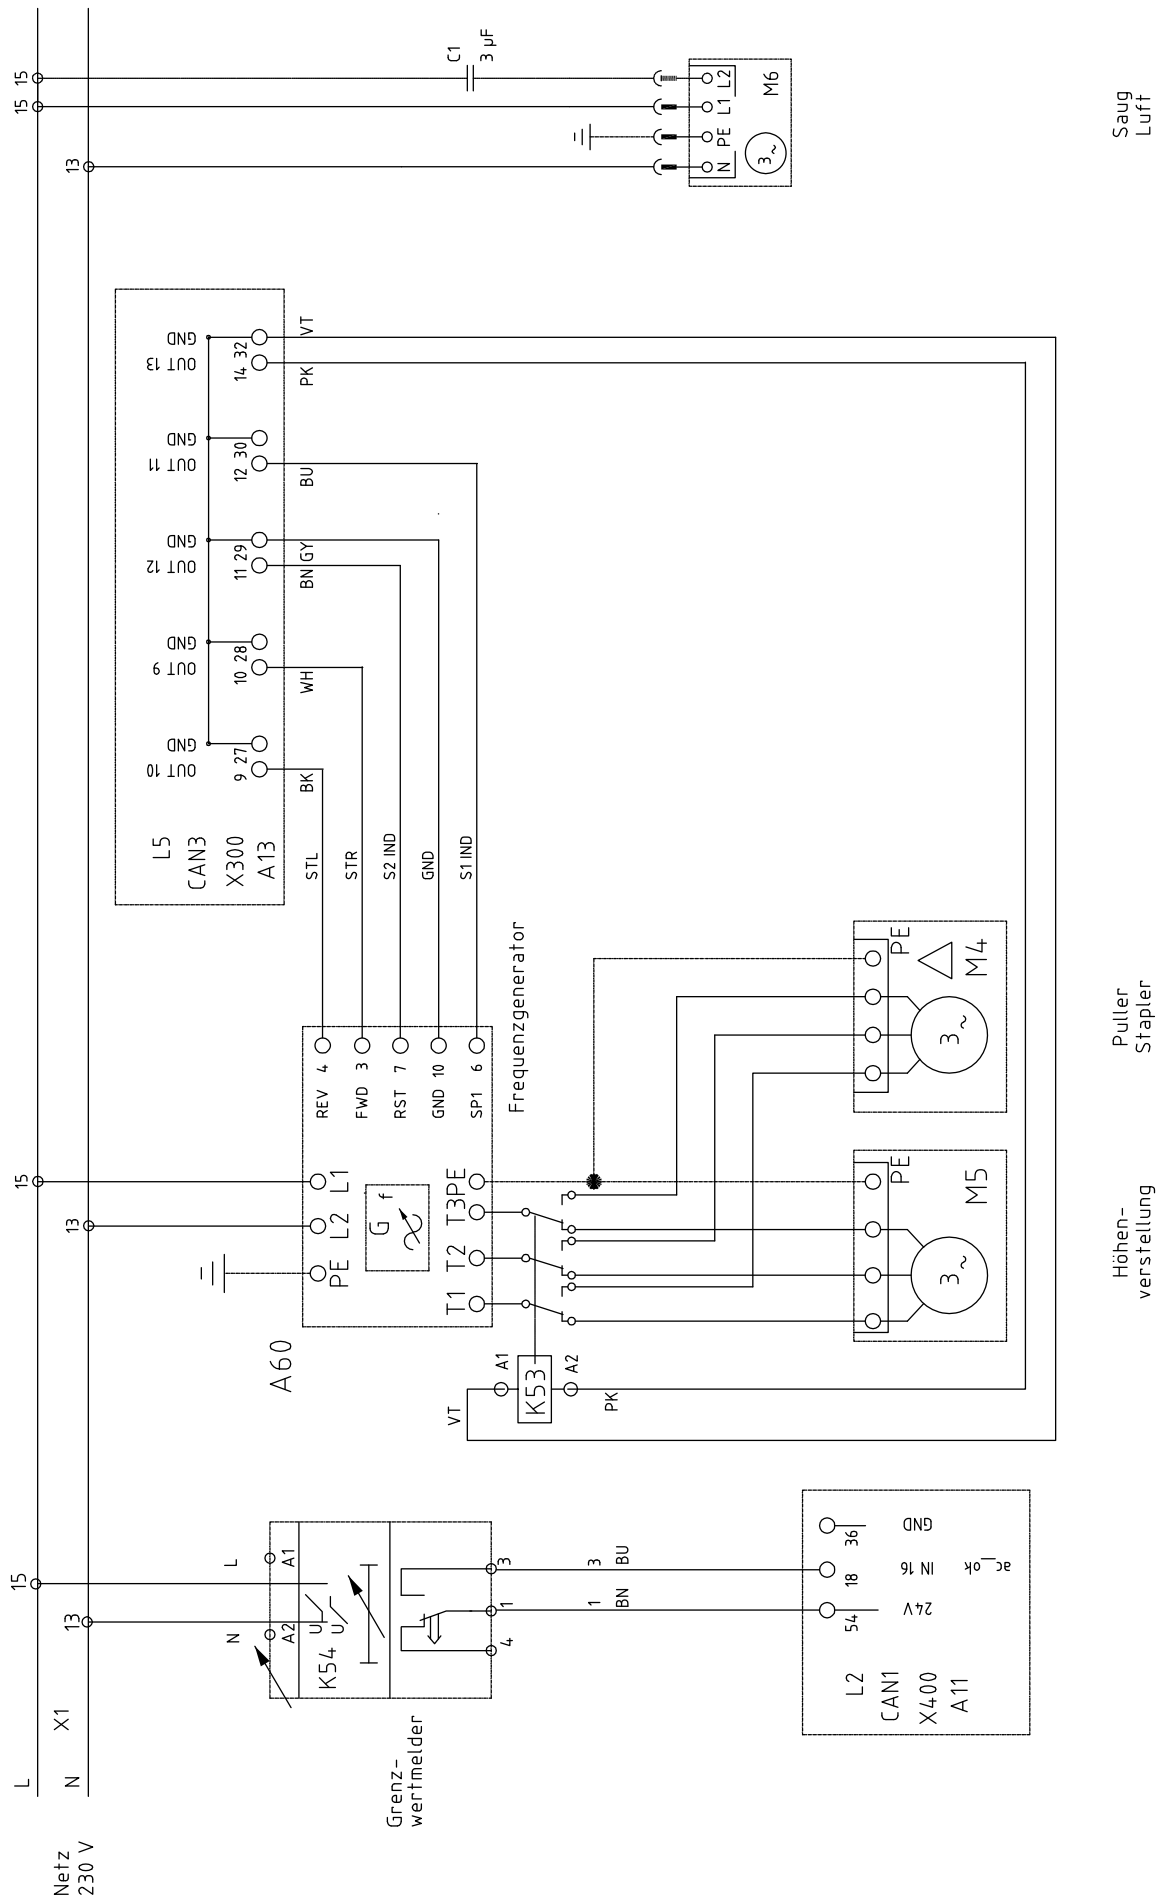 Netz
230 V
L
N
X1
15
13
15
13
15
15
13
L
N
A1
A2
K54
U
U
Grenz-
wertmelder
4
1
3
1
BN
3
BU
54
18
36
24V
IN 16
GND
ac_ok
L2
CAN1
X400
A11
A60
PE
L2
L1
G
f
T1
T2
T3
PE
REV 4
FWD 3
RST 7
GND 10
SP1 6
Frequenzgenerator
STL
STR
S2 IND
GND
S1 IND
K53
A1
A2
VT
PK
L5
CAN3
X300
A13
OUT 10
GND
OUT 9
GND
OUT 12
GND
OUT 11
GND
OUT 13
GND
9 27
10 28
11 29
12 30
14 32
BK
WH
BN
GY
BU
PK
VT
PE
M5
3~
PE
M4
3~
C1
3 µF
N
PE
L1
L2
M6
3~
Höhen-
verstellung
Puller
Stapler
Saug
Luft